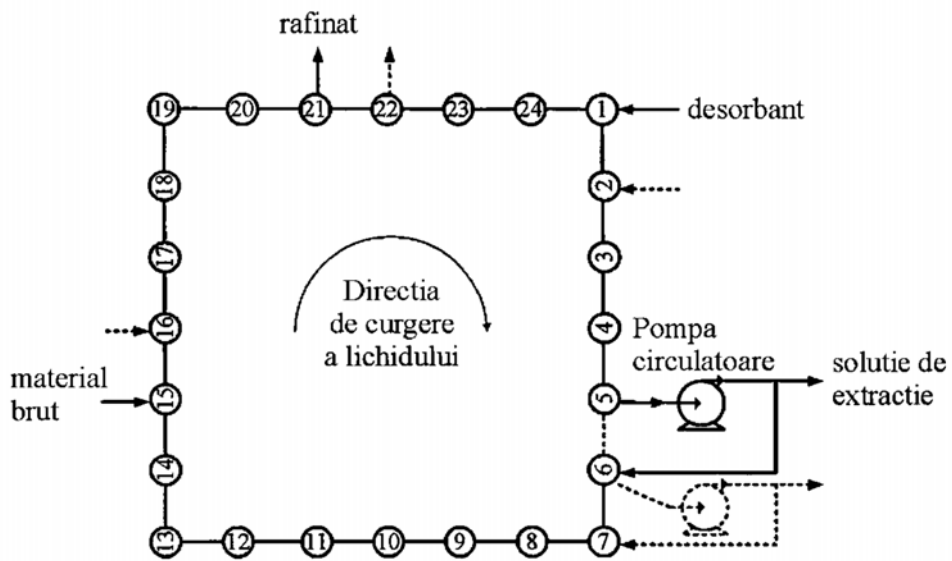 rafinat
19 20 21 22 23 24 1
desorbant
18 2
17 3
Directia
de curgere
a lichidului
16 4
Pompa
circulatoare
material
brut
15 5
solutie de
extractie
14 6
13 12 11 10 9 8 7